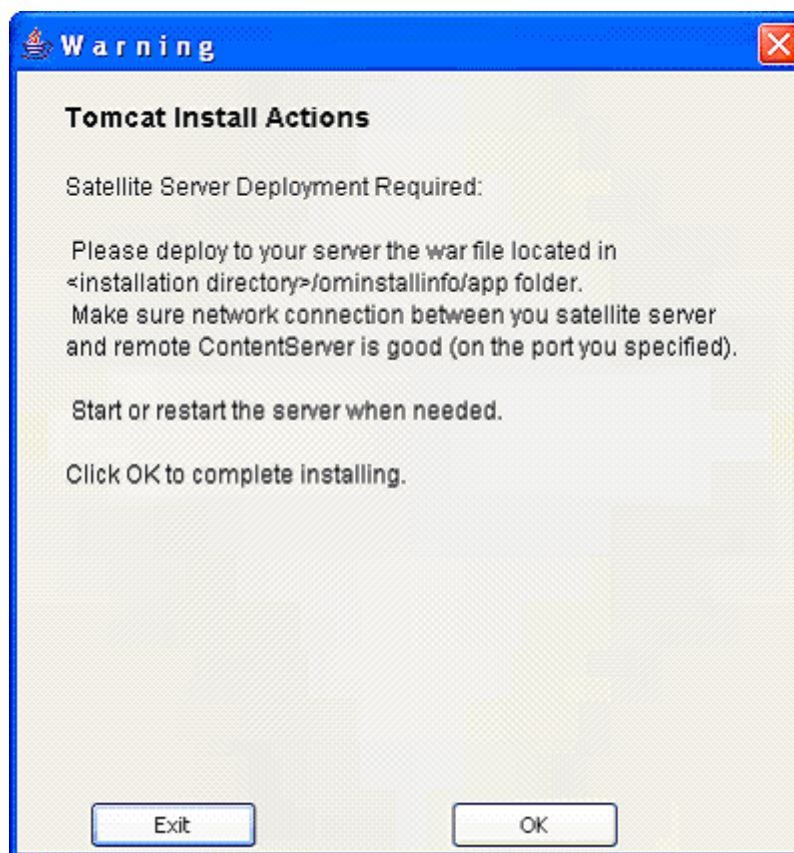 Warning
Tomcat Install Actions
Satellite Server Deployment Required:
Please deploy to your server the war file located in
<installation directory>/ominstallinfo/app folder.
Make sure network connection between you satellite server
and remote ContentServer is good (on the port you specified).
Start or restart the server when needed.
Click OK to complete installing.
Exit
OK